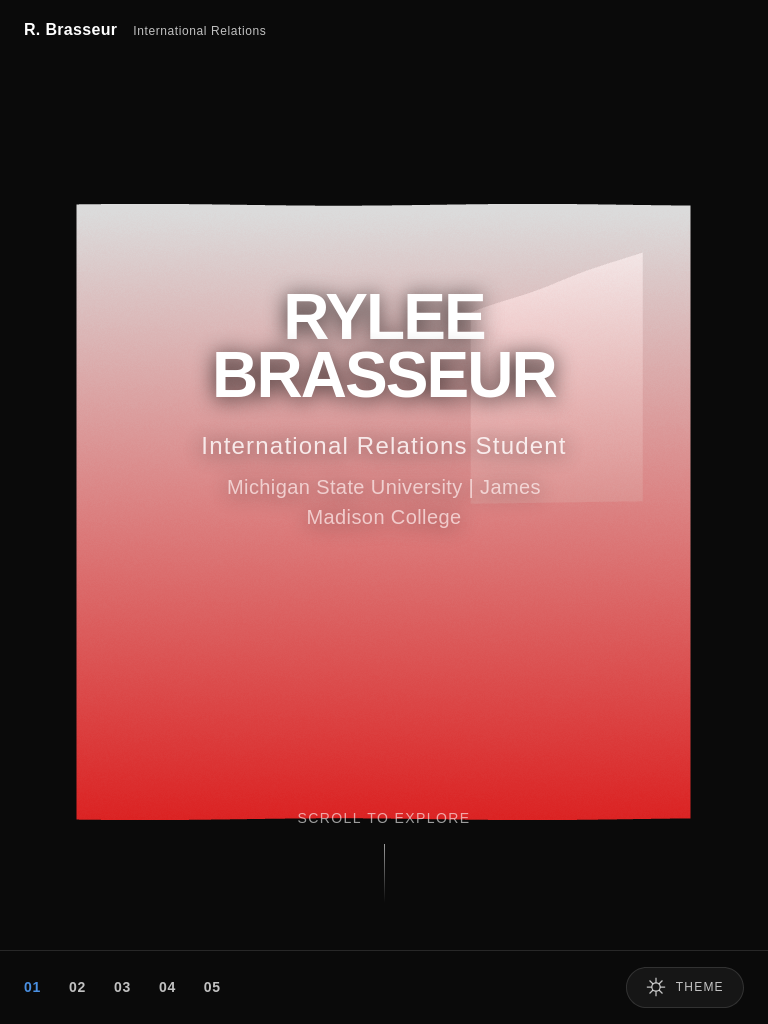 R. Brasseur International Relations
RYLEE
BRASSEUR
International Relations Student
Michigan State University | James
Madison College
SCROLL TO EXPLORE
01 02 03 04 05 THEME